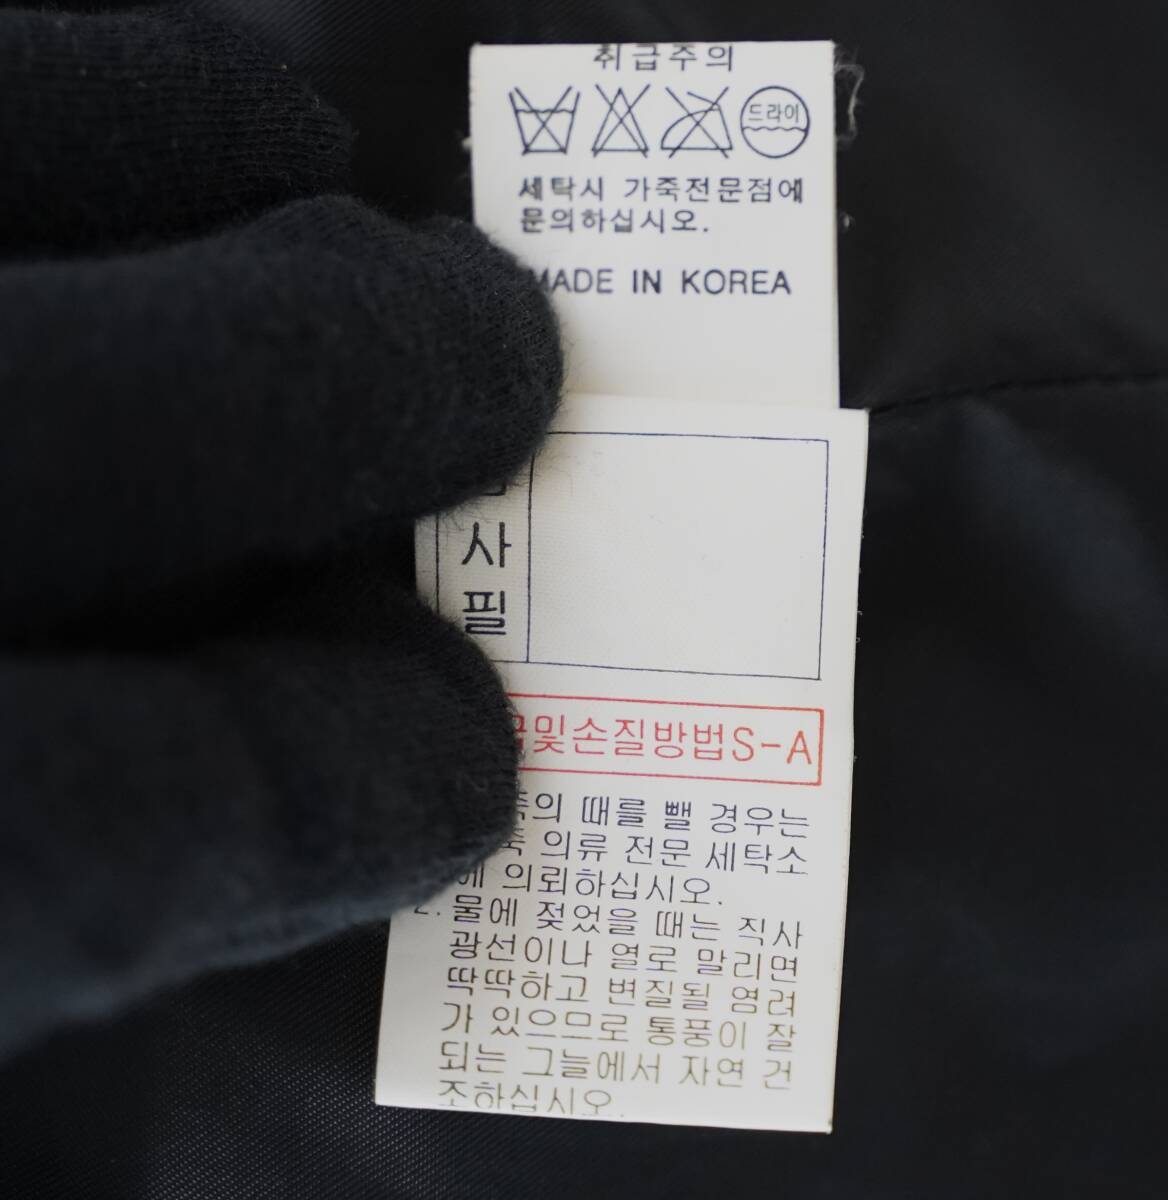 취급주의
드라이
세탁시 가죽전문점에
문의하십시오.
MADE IN KOREA
사
필
및손질방법S-A
의 때를 뺄 경우는
의류 전문 세탁소
에 의뢰하십시오.
2. 물에 젖었을 때는 직사
광선이나 열로 말리면
딱딱하고 변질될 염려
가 있으므로 통풍이 잘
되는 그늘에서 자연 건
조하십시오.